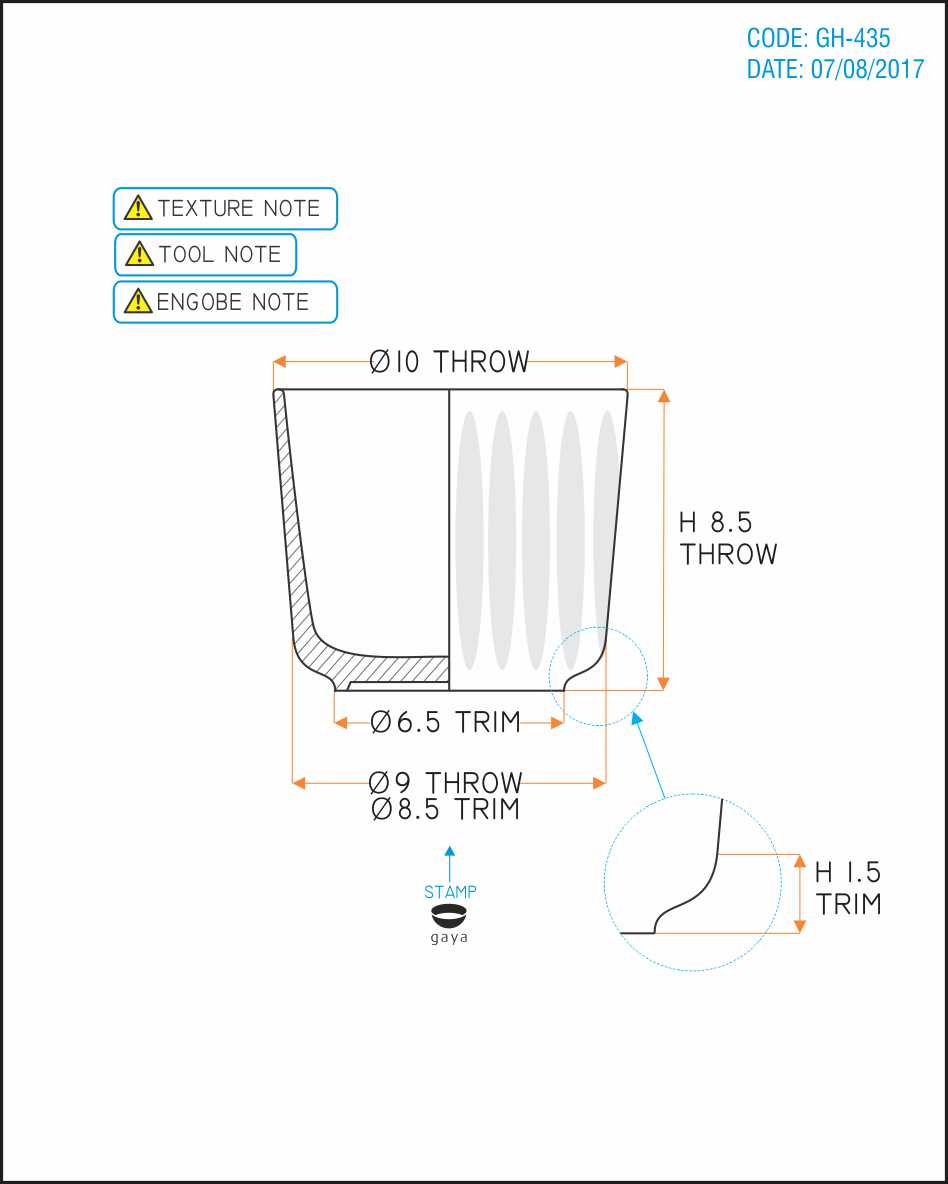 CODE: GH-435
DATE: 07/08/2017
TEXTURE NOTE
TOOL NOTE
ENGOBE NOTE
Ø10 THROW
H 8.5
THROW
Ø6.5 TRIM
Ø9 THROW
Ø8.5 TRIM
H 1.5
TRIM
STAMP
gaya